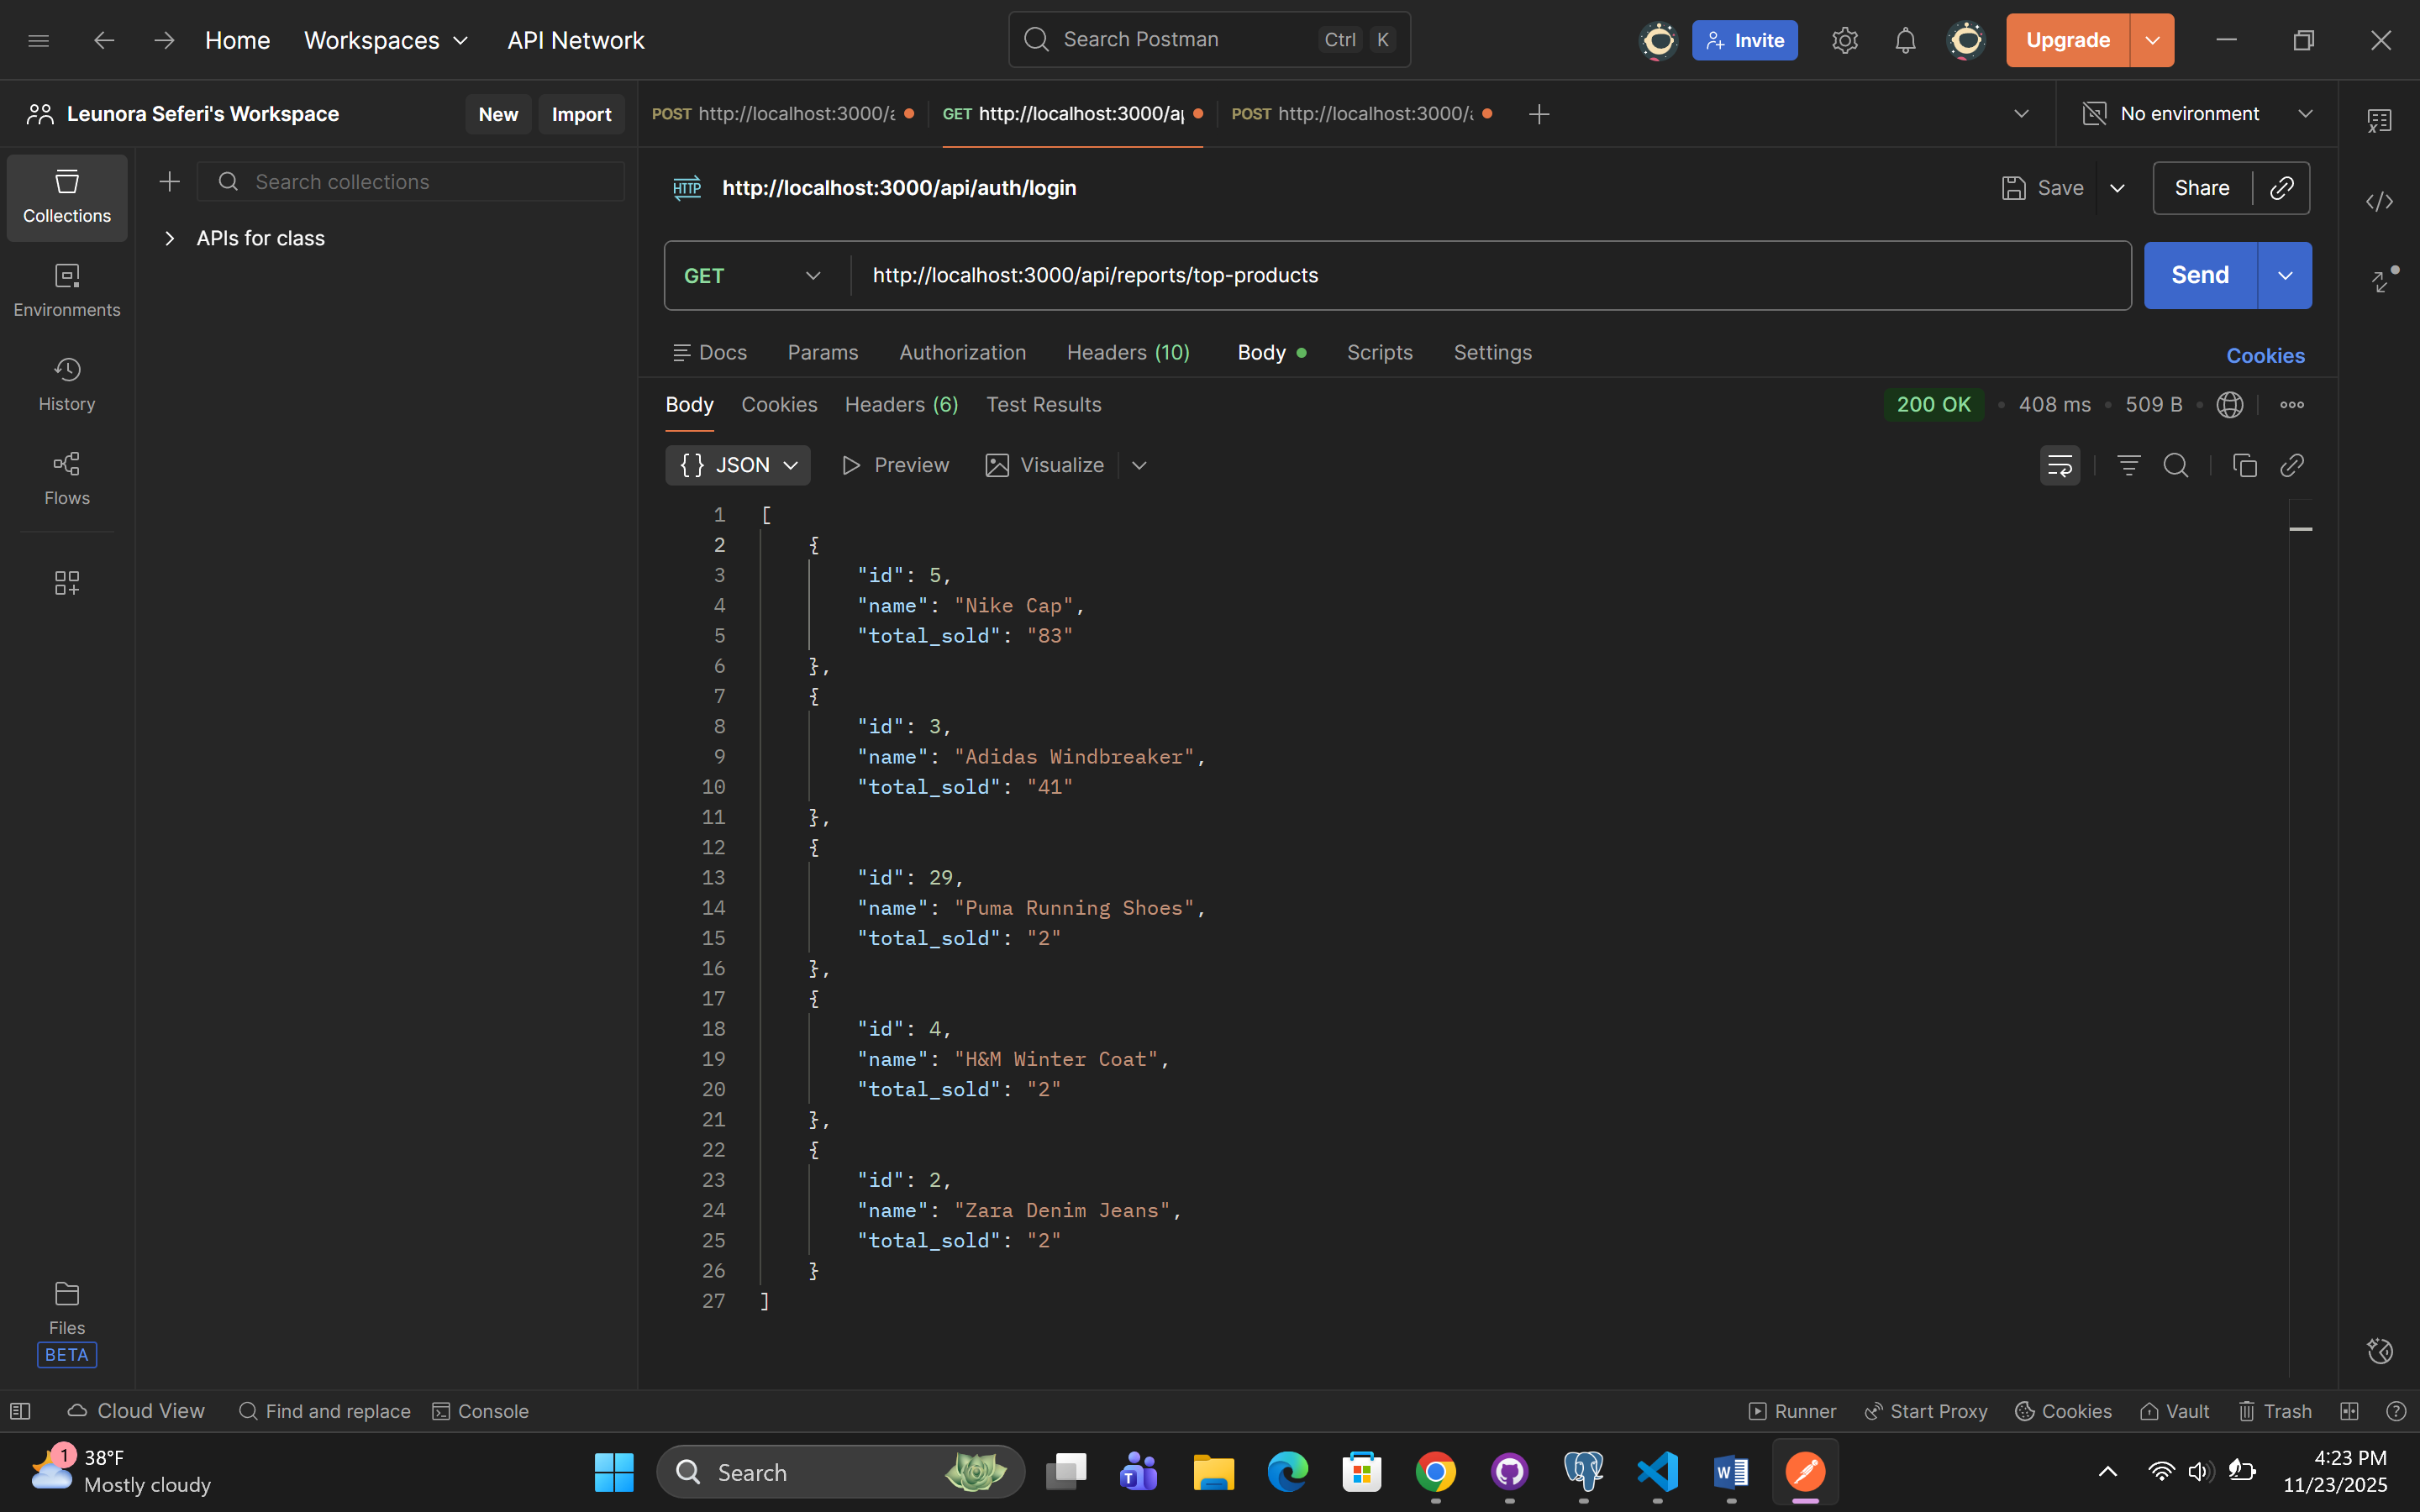 Home Workspaces API Network Search Postman Ctrl K Invite Upgrade
Leunora Seferi's Workspace New Import POST http://localhost:3000/a GET http://localhost:3000/ap POST http://localhost:3000/a No environment
Collections
Search collections
APIs for class
Environments
History
Flows
Files
BETA
HTTP http://localhost:3000/api/auth/login Save Share
GET http://localhost:3000/api/reports/top-products Send
Docs Params Authorization Headers (10) Body Scripts Settings Cookies
Body Cookies Headers (6) Test Results 200 OK 408 ms 509 B
{} JSON Preview Visualize
1 [
2 {
3 "id": 5,
4 "name": "Nike Cap",
5 "total_sold": "83"
6 },
7 {
8 "id": 3,
9 "name": "Adidas Windbreaker",
10 "total_sold": "41"
11 },
12 {
13 "id": 29,
14 "name": "Puma Running Shoes",
15 "total_sold": "2"
16 },
17 {
18 "id": 4,
19 "name": "H&M Winter Coat",
20 "total_sold": "2"
21 },
22 {
23 "id": 2,
24 "name": "Zara Denim Jeans",
25 "total_sold": "2"
26 }
27 ]
Cloud View Find and replace Console Runner Start Proxy Cookies Vault Trash
1 38°F
Mostly cloudy
Search
4:23 PM
11/23/2025